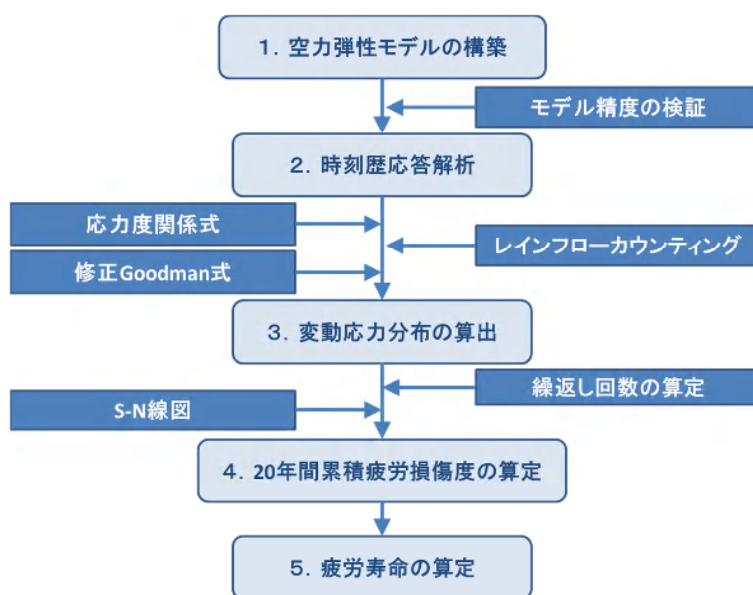 1. 空力弾性モデルの構築
モデル精度の検証
2. 時刻歴応答解析
応力度関係式
レインフローカウンティング
修正Goodman式
3. 変動応力分布の算出
繰返し回数の算定
S-N線図
4. 20年間累積疲労損傷度の算定
5. 疲労寿命の算定